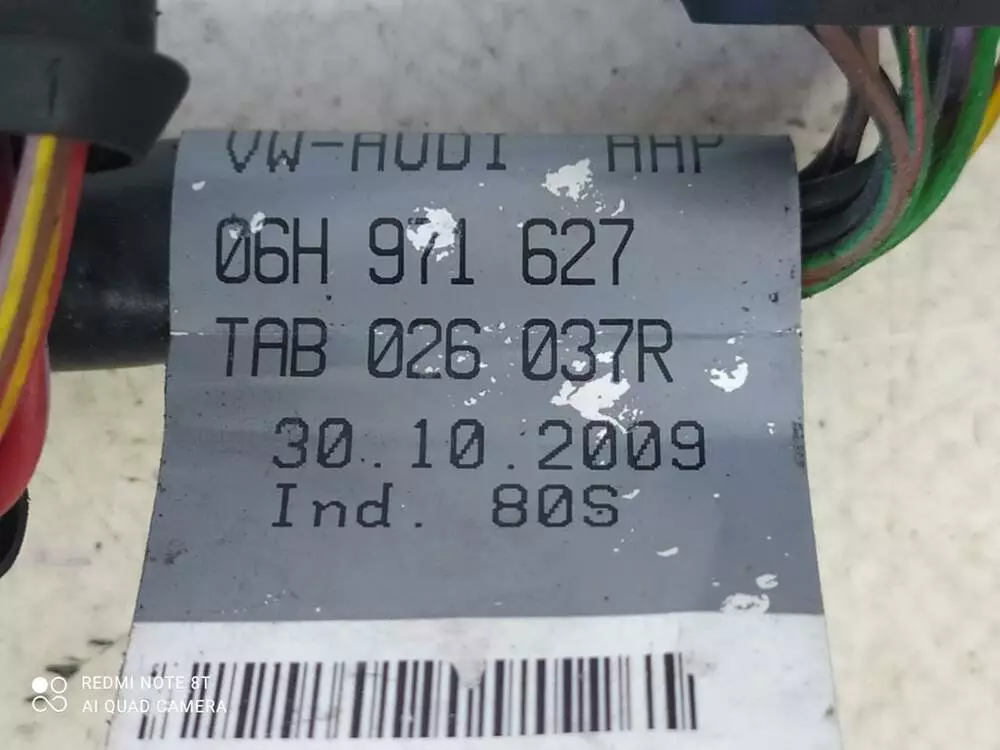 VW-AUDI AAP
06H 971 627
TAB 026 037R
30.10.2009
Ind. 80S
REDMI NOTE 8T
AI QUAD CAMERA